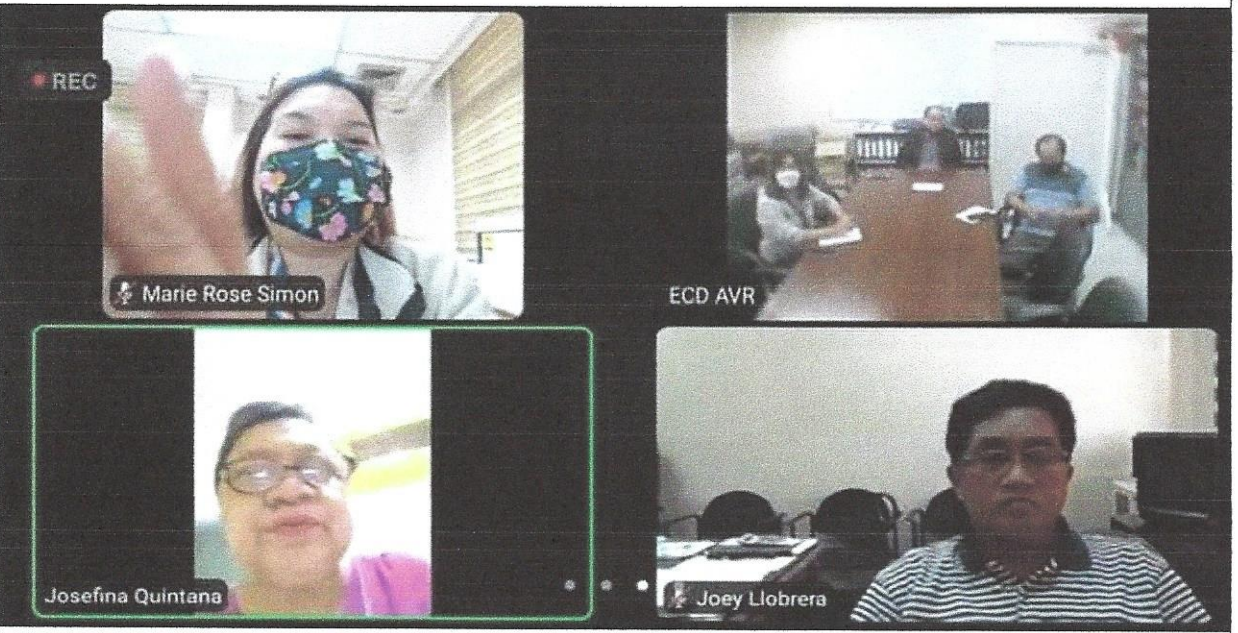 REC
Marie Rose Simon
ECD AVR
Josefina Quintana
Joey Llobrera